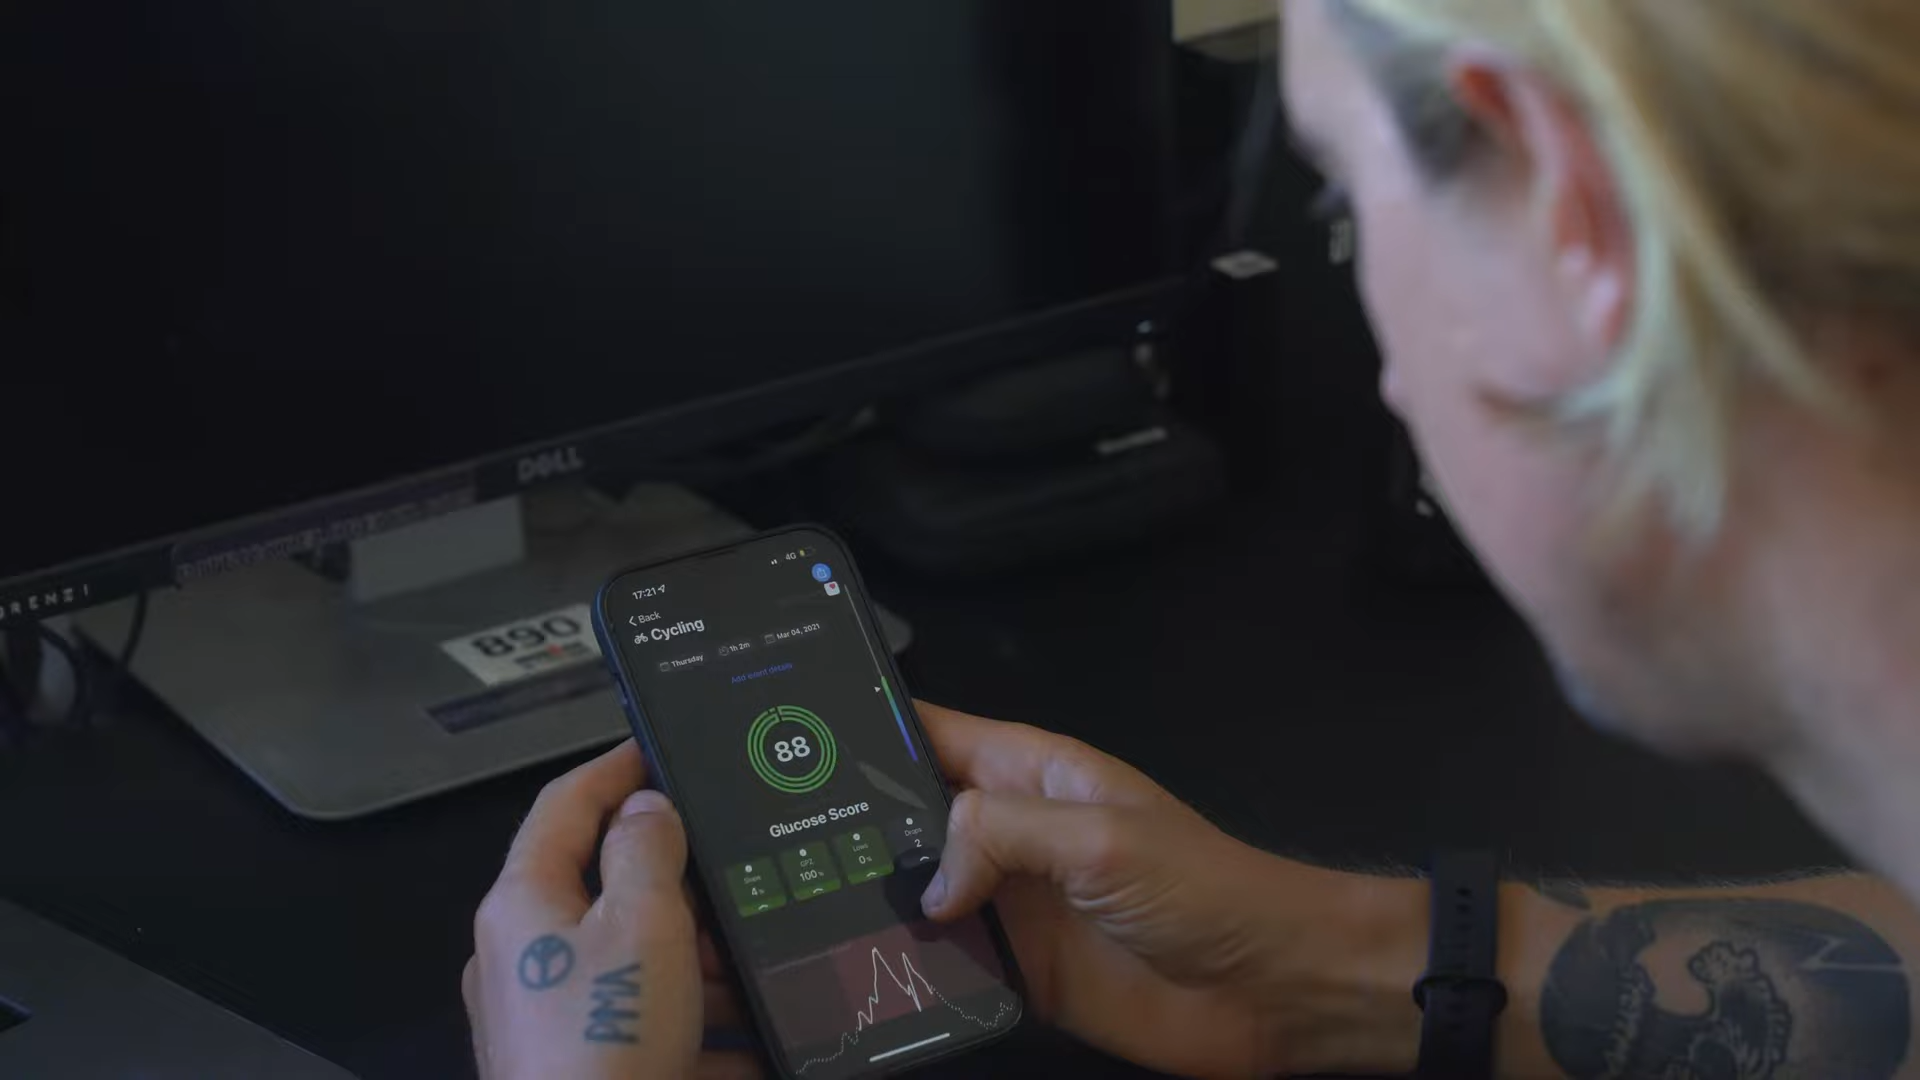 DELL
ORENZI
890
17:21
4G
Back
Cycling
Thursday
1h 2m
Mar 04, 2021
Add event details
88
Glucose Score
GPZ
100%
Lows
0%
Drops
2
4%
PMA